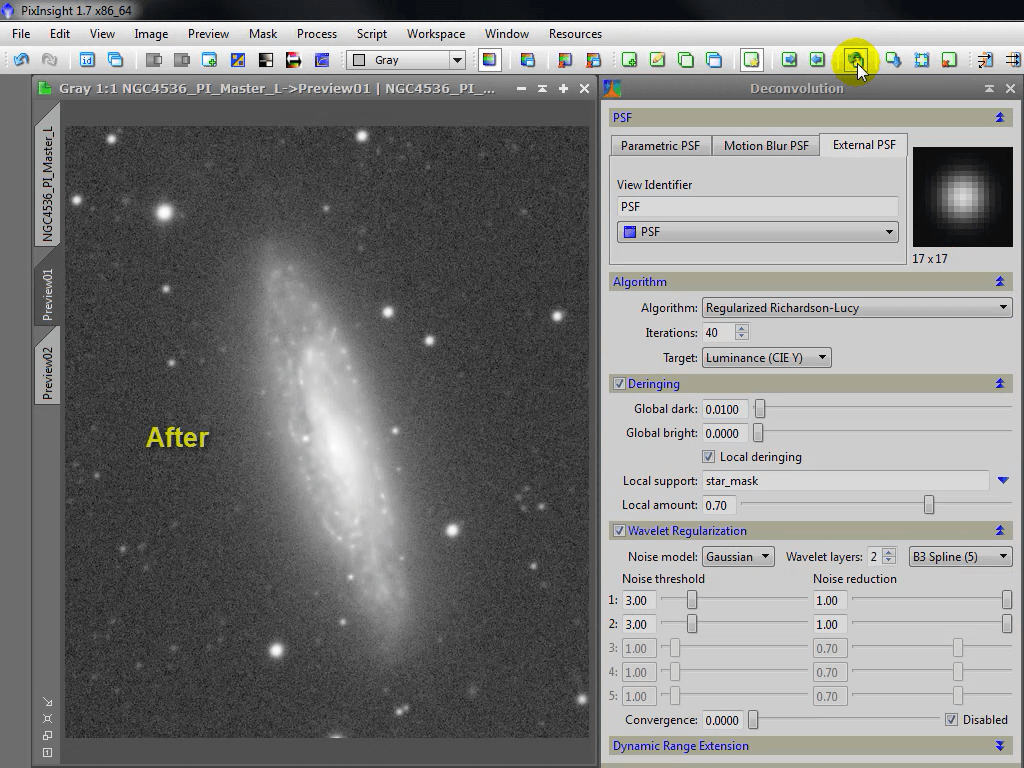 PixInsight 1.7 x86_64
File Edit View Image Preview Mask Process Script Workspace Window Resources
Gray
Gray 1:1 NGC4536_PI_Master_L->Preview01 | NGC4536_PI_...
Deconvolution
NGC4536_PI_Master_L
Preview01
Preview02
After
PSF
Parametric PSF Motion Blur PSF External PSF
View Identifier
PSF
PSF
17 x 17
Algorithm
Algorithm: Regularized Richardson-Lucy
Iterations: 40
Target: Luminance (CIE Y)
Deringing
Global dark: 0.0100
Global bright: 0.0000
Local deringing
Local support: star_mask
Local amount: 0.70
Wavelet Regularization
Noise model: Gaussian Wavelet layers: 2 B3 Spline (5)
Noise threshold Noise reduction
1: 3.00 1.00
2: 3.00 1.00
3: 1.00 0.70
4: 1.00 0.70
5: 1.00 0.70
Convergence: 0.0000 Disabled
Dynamic Range Extension